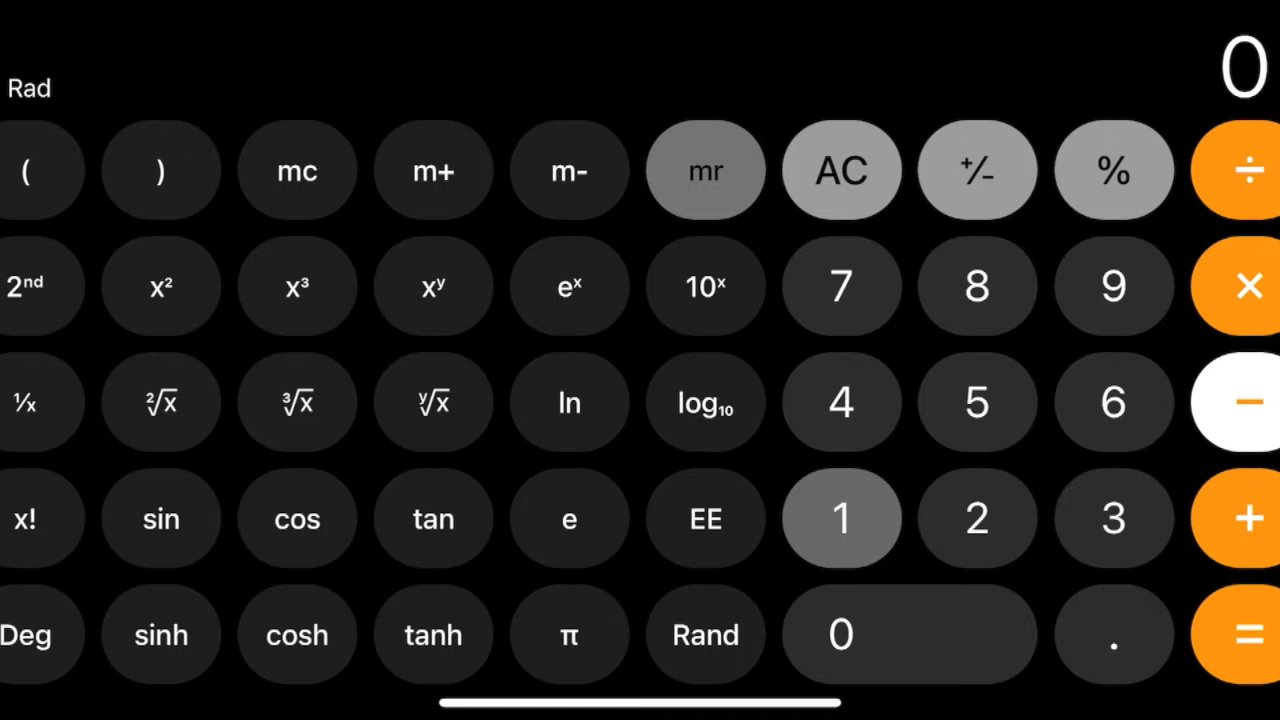 0
Rad
( ) mc m+ m- mr AC +/- % ÷
2ⁿᵈ x² x³ xʸ eˣ 10ˣ 7 8 9 ×
1/x ²√x ³√x ʸ√x ln log₁₀ 4 5 6 −
x! sin cos tan e EE 1 2 3 +
Deg sinh cosh tanh π Rand 0 . =